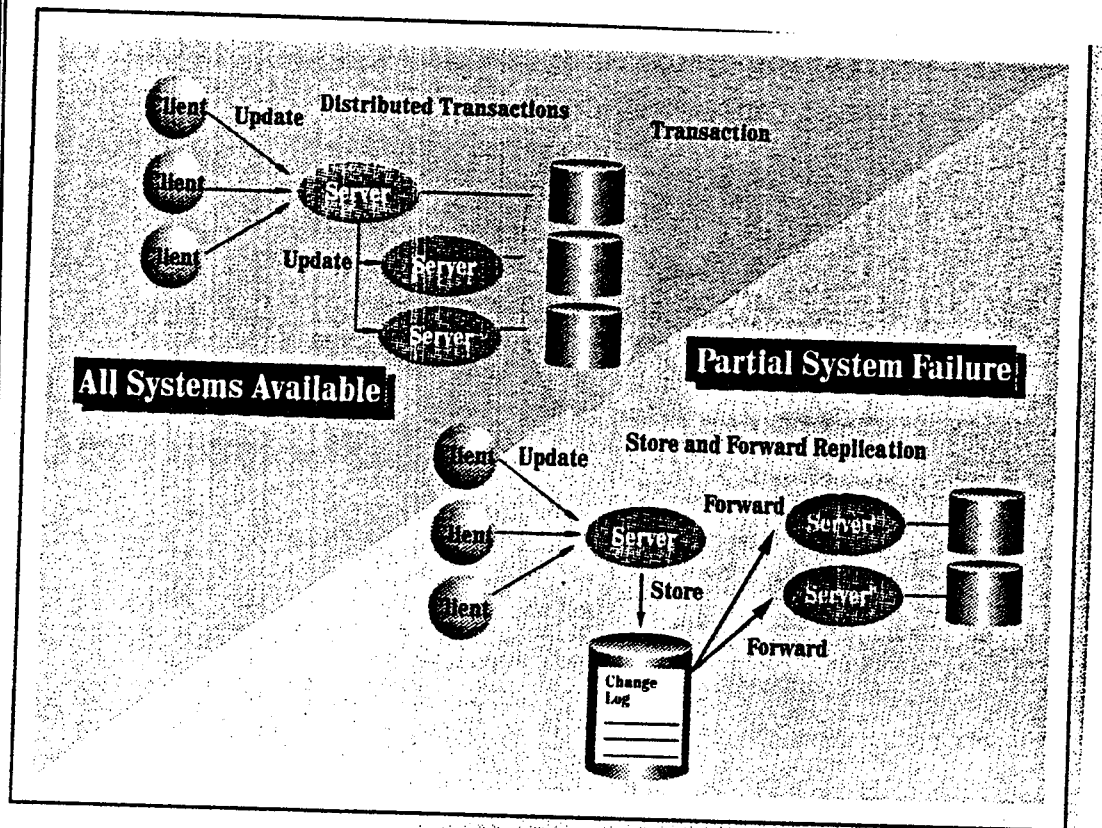 Distributed Transactions
Transaction
Client
Update
Client
Server
Client
Update
Server
Server
All Systems Available
Partial System Failure
Store and Forward Replication
Client
Update
Forward
Server
Client
Server
Store
Server
Client
Forward
Change
Log